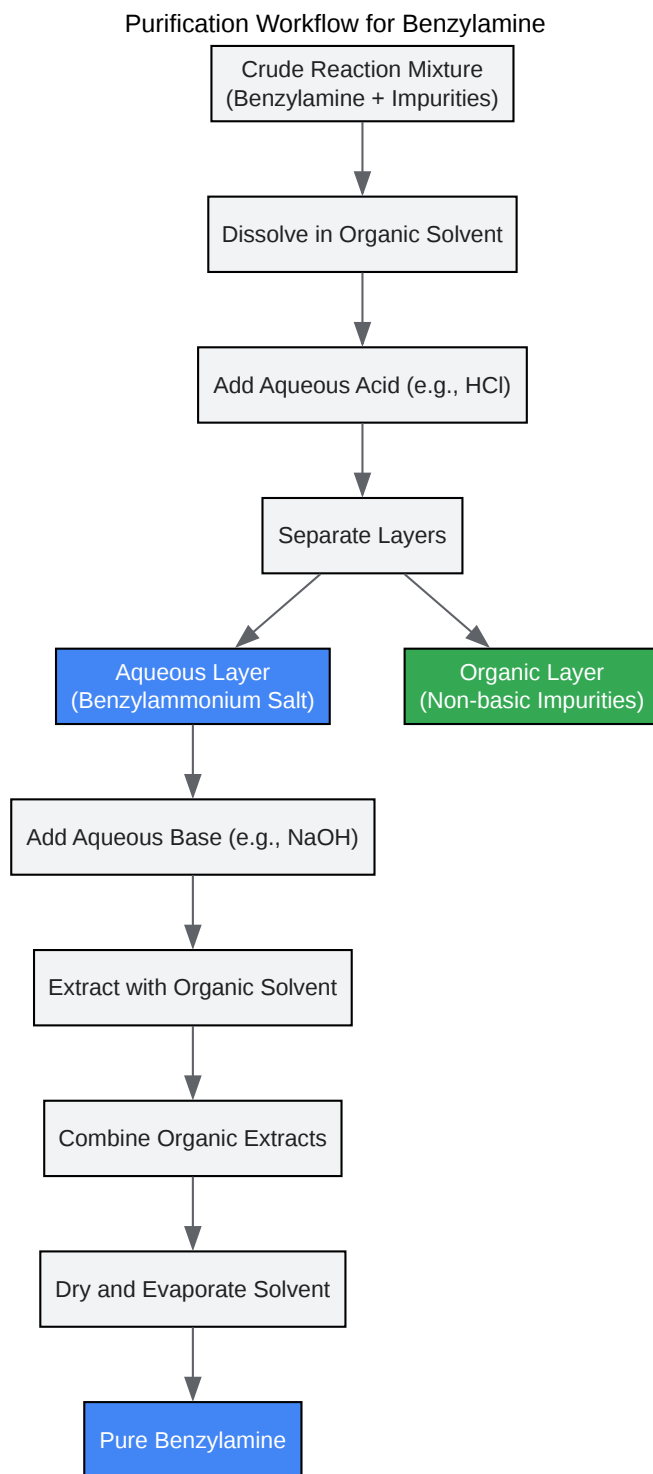 Purification Workflow for Benzylamine
Crude Reaction Mixture
(Benzylamine + Impurities)
Dissolve in Organic Solvent
Add Aqueous Acid (e.g., HCl)
Separate Layers
Aqueous Layer
(Benzylammonium Salt)
Organic Layer
(Non-basic Impurities)
Add Aqueous Base (e.g., NaOH)
Extract with Organic Solvent
Combine Organic Extracts
Dry and Evaporate Solvent
Pure Benzylamine